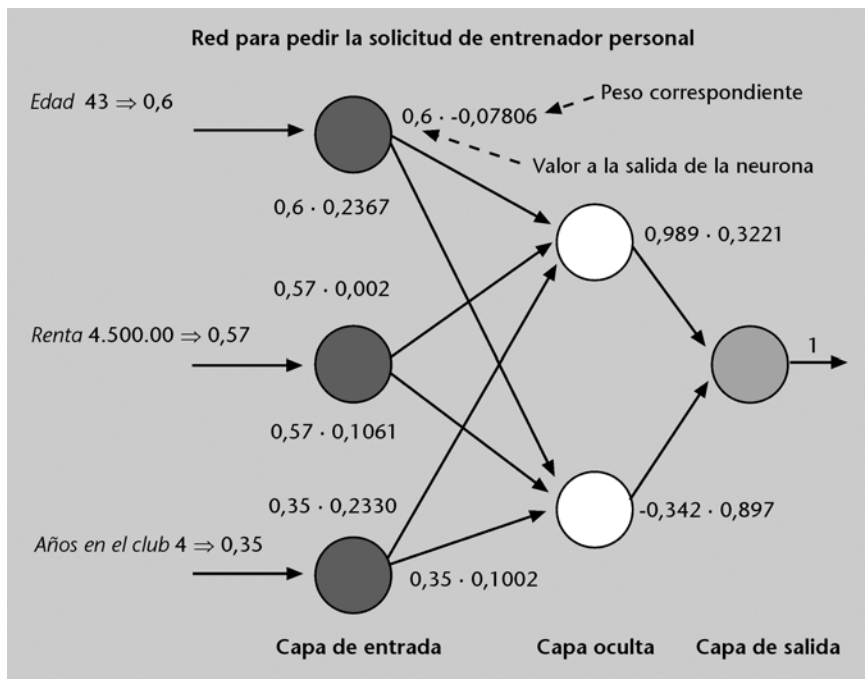 Red para pedir la solicitud de entrenador personal
Edad 43 ⇒ 0,6
0,6 · -0,07806
Peso correspondiente
Valor a la salida de la neurona
0,6 · 0,2367
0,989 · 0,3221
0,57 · 0,002
Renta 4.500.00 ⇒ 0,57
1
0,57 · 0,1061
0,35 · 0,2330
-0,342 · 0,897
Años en el club 4 ⇒ 0,35
0,35 · 0,1002
Capa de entrada
Capa oculta
Capa de salida